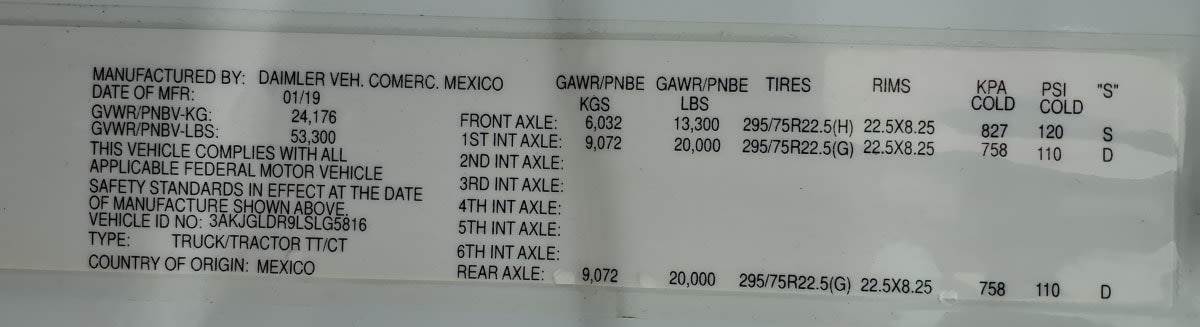 MANUFACTURED BY: DAIMLER VEH. COMERC. MEXICO GAWR/PNBE GAWR/PNBE TIRES RIMS KPA PSI "S"
DATE OF MFR: 01/19 KGS LBS COLD COLD
GVWR/PNBV-KG: 24,176 FRONT AXLE: 6,032 13,300 295/75R22.5(H) 22.5X8.25 827 120 S
GVWR/PNBV-LBS: 53,300 1ST INT AXLE: 9,072 20,000 295/75R22.5(G) 22.5X8.25 758 110 D
THIS VEHICLE COMPLIES WITH ALL 2ND INT AXLE:
APPLICABLE FEDERAL MOTOR VEHICLE
SAFETY STANDARDS IN EFFECT AT THE DATE 3RD INT AXLE:
OF MANUFACTURE SHOWN ABOVE. 4TH INT AXLE:
VEHICLE ID NO: 3AKJGLDR9LSLG5816 5TH INT AXLE:
TYPE: TRUCK/TRACTOR TT/CT 6TH INT AXLE:
COUNTRY OF ORIGIN: MEXICO REAR AXLE: 9,072 20,000 295/75R22.5(G) 22.5X8.25 758 110 D